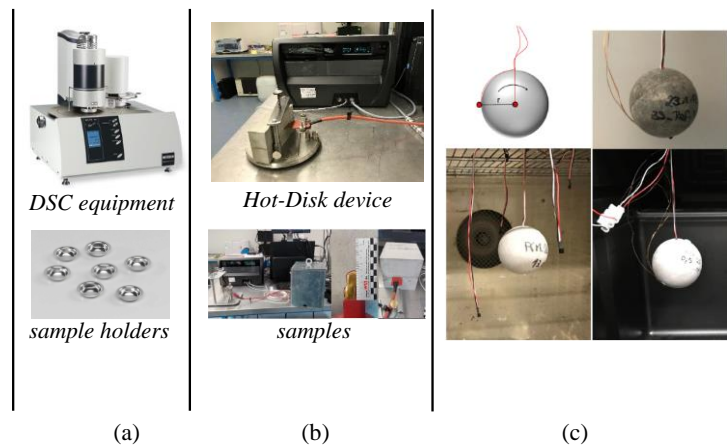 DSC equipment
sample holders
Hot-Disk device
samples
r
(a)
(b)
(c)